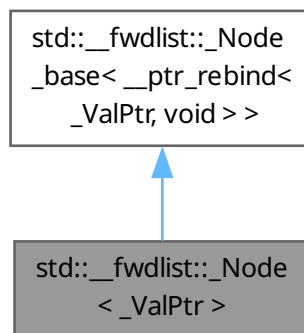 std::__fwdlist::_Node
_base< __ptr_rebind<
_ValPtr, void > >
std::__fwdlist::_Node
< _ValPtr >